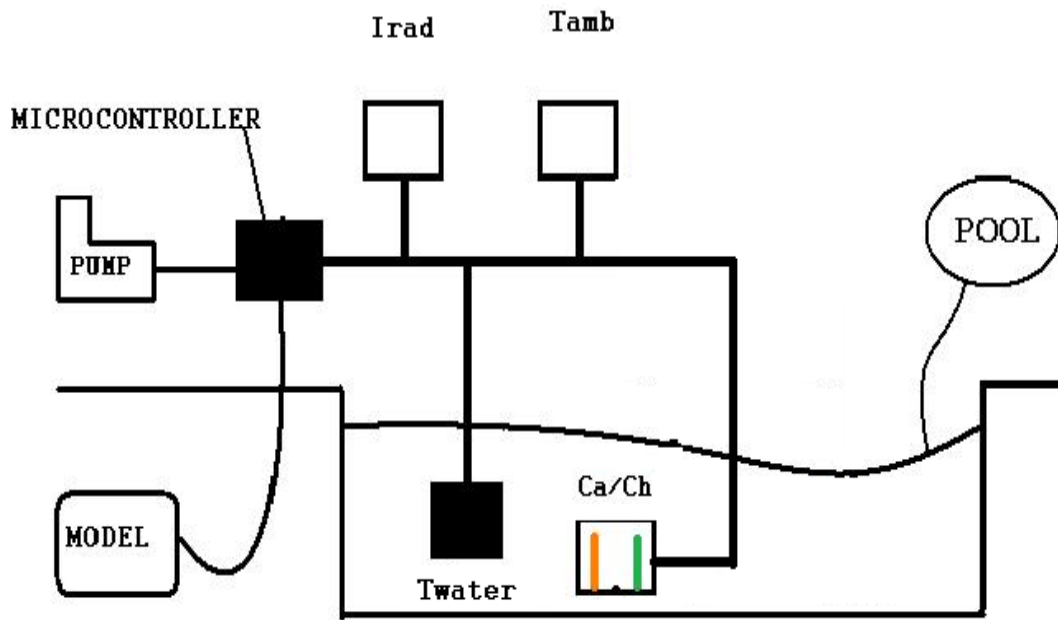 Irad
Tamb
MICROCONTROLLER
PUMP
POOL
Ca/Ch
MODEL
Twater